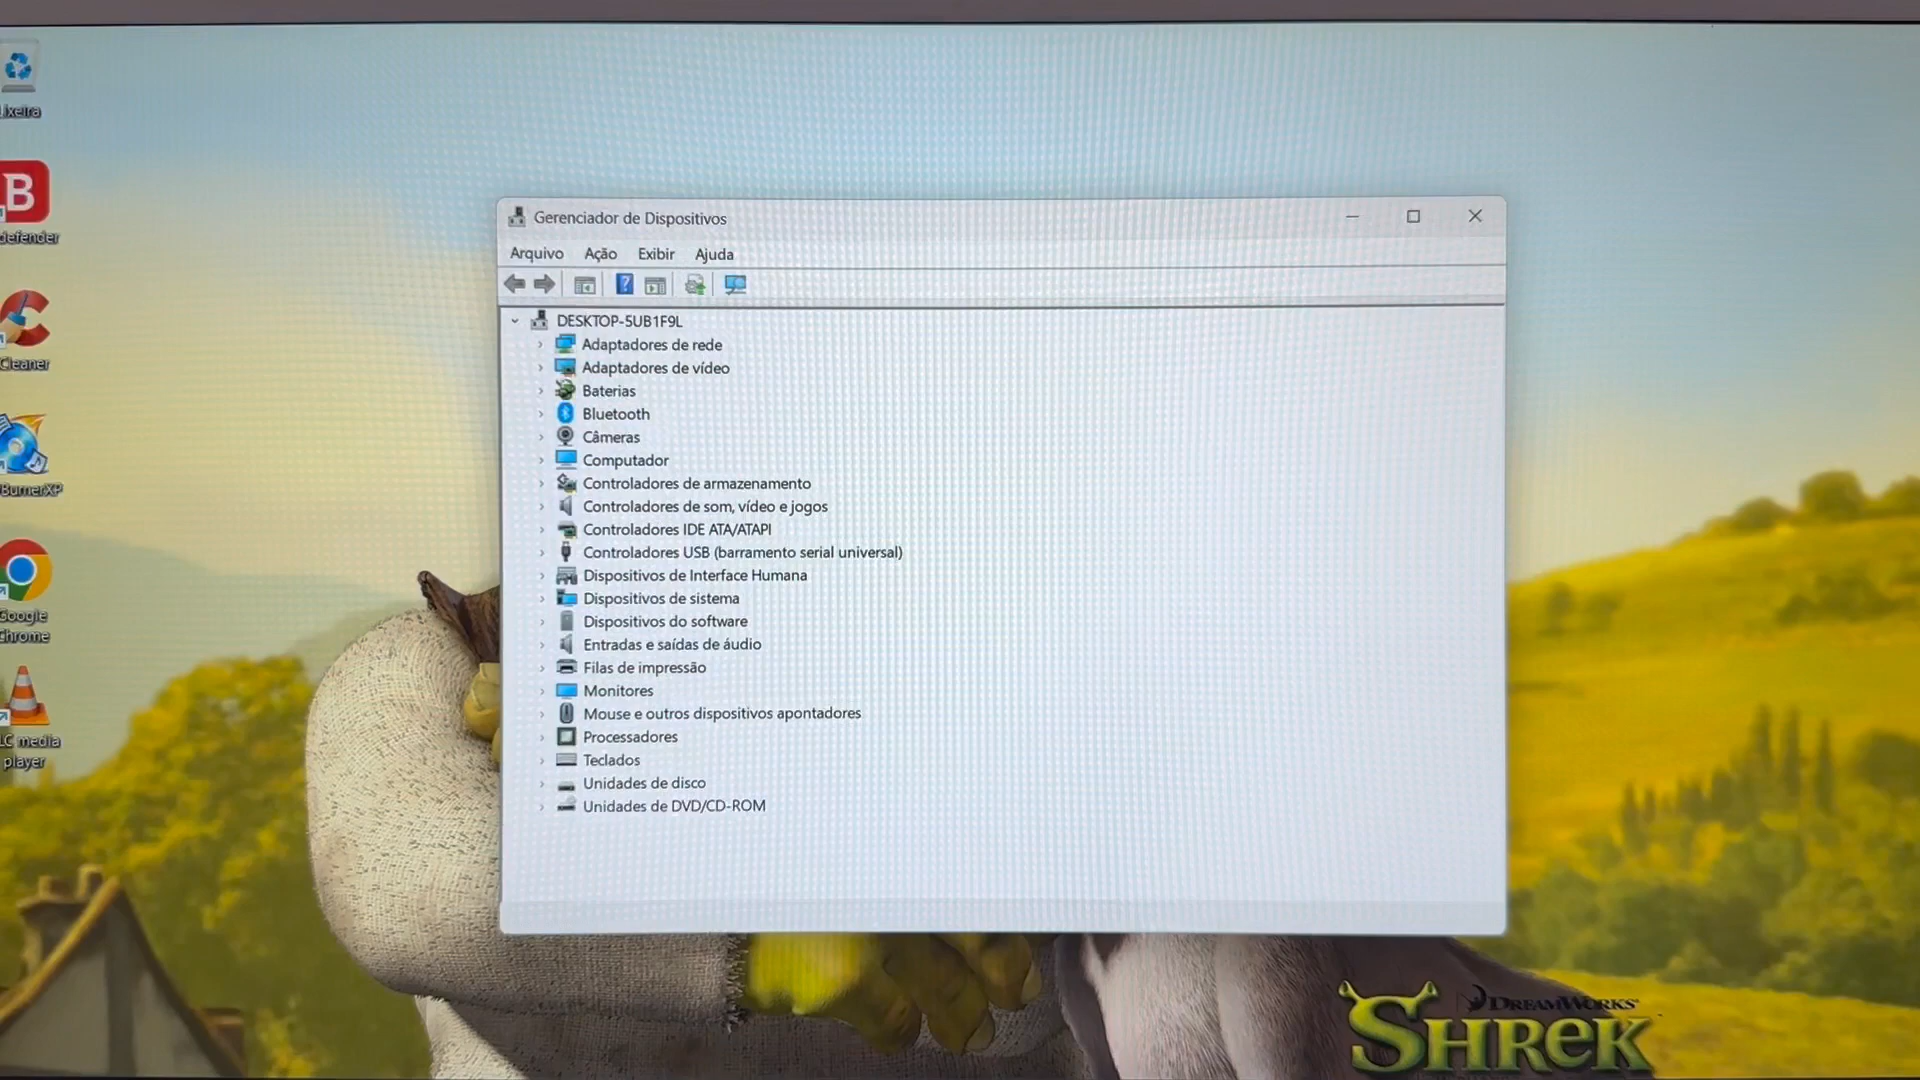 Lixeira
B
defender
Cleaner
BurnerXP
Google
Chrome
LC media
player
Gerenciador de Dispositivos
Arquivo Ação Exibir Ajuda
?
DESKTOP-5UB1F9L
Adaptadores de rede
Adaptadores de vídeo
Baterias
Bluetooth
Câmeras
Computador
Controladores de armazenamento
Controladores de som, vídeo e jogos
Controladores IDE ATA/ATAPI
Controladores USB (barramento serial universal)
Dispositivos de Interface Humana
Dispositivos de sistema
Dispositivos do software
Entradas e saídas de áudio
Filas de impressão
Monitores
Mouse e outros dispositivos apontadores
Processadores
Teclados
Unidades de disco
Unidades de DVD/CD-ROM
DREAMWORKS
SHREK